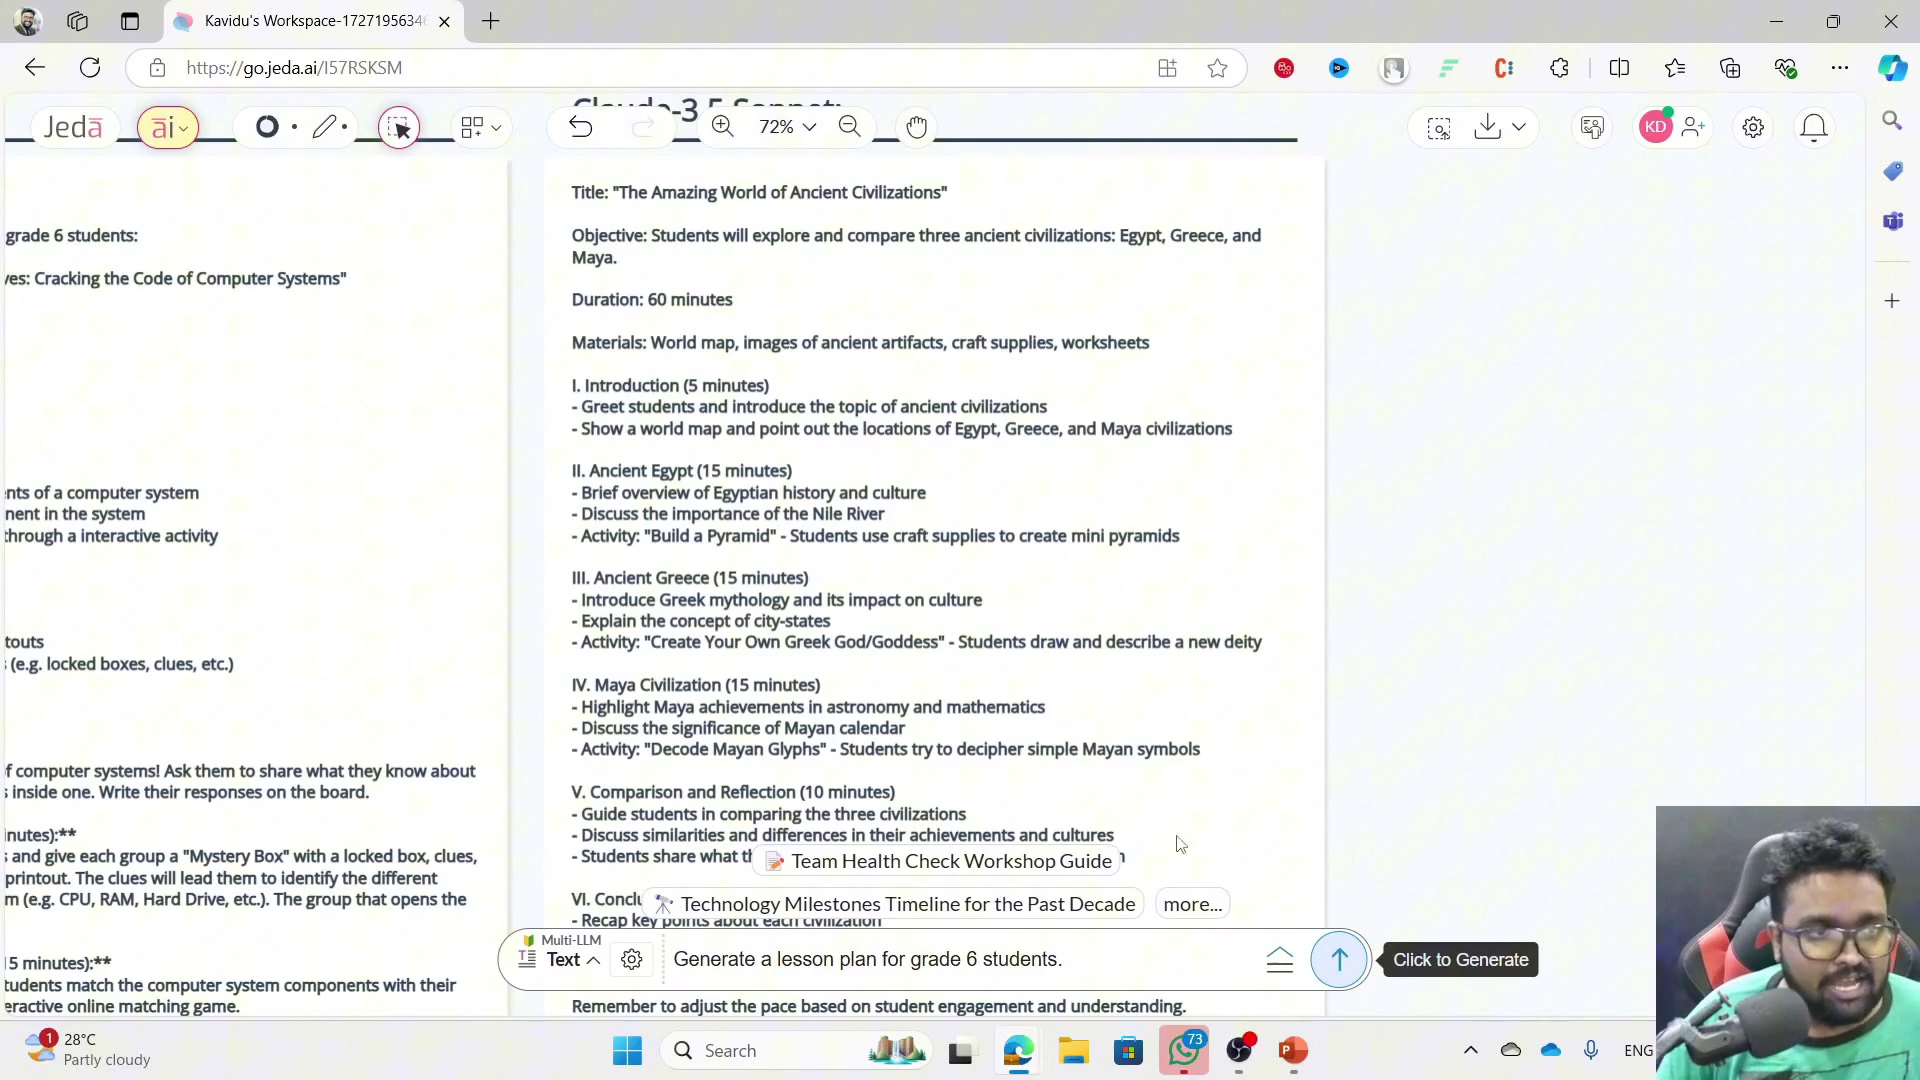 Kavidu's Workspace-1727195634
https://go.jeda.ai/I57RSKSM
Jedā
āi
72%
KD
Claude-3.5-Sonnet:
grade 6 students:
ves: Cracking the Code of Computer Systems"
nts of a computer system
nent in the system
through a interactive activity
touts
(e.g. locked boxes, clues, etc.)
f computer systems! Ask them to share what they know about
s inside one. Write their responses on the board.
nutes):**
s and give each group a "Mystery Box" with a locked box, clues,
printout. The clues will lead them to identify the different
m (e.g. CPU, RAM, Hard Drive, etc.). The group that opens the
5 minutes):**
tudents match the computer system components with their
eractive online matching game.
Title: "The Amazing World of Ancient Civilizations"
Objective: Students will explore and compare three ancient civilizations: Egypt, Greece, and
Maya.
Duration: 60 minutes
Materials: World map, images of ancient artifacts, craft supplies, worksheets
I. Introduction (5 minutes)
- Greet students and introduce the topic of ancient civilizations
- Show a world map and point out the locations of Egypt, Greece, and Maya civilizations
II. Ancient Egypt (15 minutes)
- Brief overview of Egyptian history and culture
- Discuss the importance of the Nile River
- Activity: "Build a Pyramid" - Students use craft supplies to create mini pyramids
III. Ancient Greece (15 minutes)
- Introduce Greek mythology and its impact on culture
- Explain the concept of city-states
- Activity: "Create Your Own Greek God/Goddess" - Students draw and describe a new deity
IV. Maya Civilization (15 minutes)
- Highlight Maya achievements in astronomy and mathematics
- Discuss the significance of Mayan calendar
- Activity: "Decode Mayan Glyphs" - Students try to decipher simple Mayan symbols
V. Comparison and Reflection (10 minutes)
- Guide students in comparing the three civilizations
- Discuss similarities and differences in their achievements and cultures
- Students share what th
Team Health Check Workshop Guide
VI. Conclu
Technology Milestones Timeline for the Past Decade
more...
- Recap key points about each civilization
Multi-LLM
Text
Generate a lesson plan for grade 6 students.
Click to Generate
Remember to adjust the pace based on student engagement and understanding.
1
28°C
Partly cloudy
Search
73
ENG